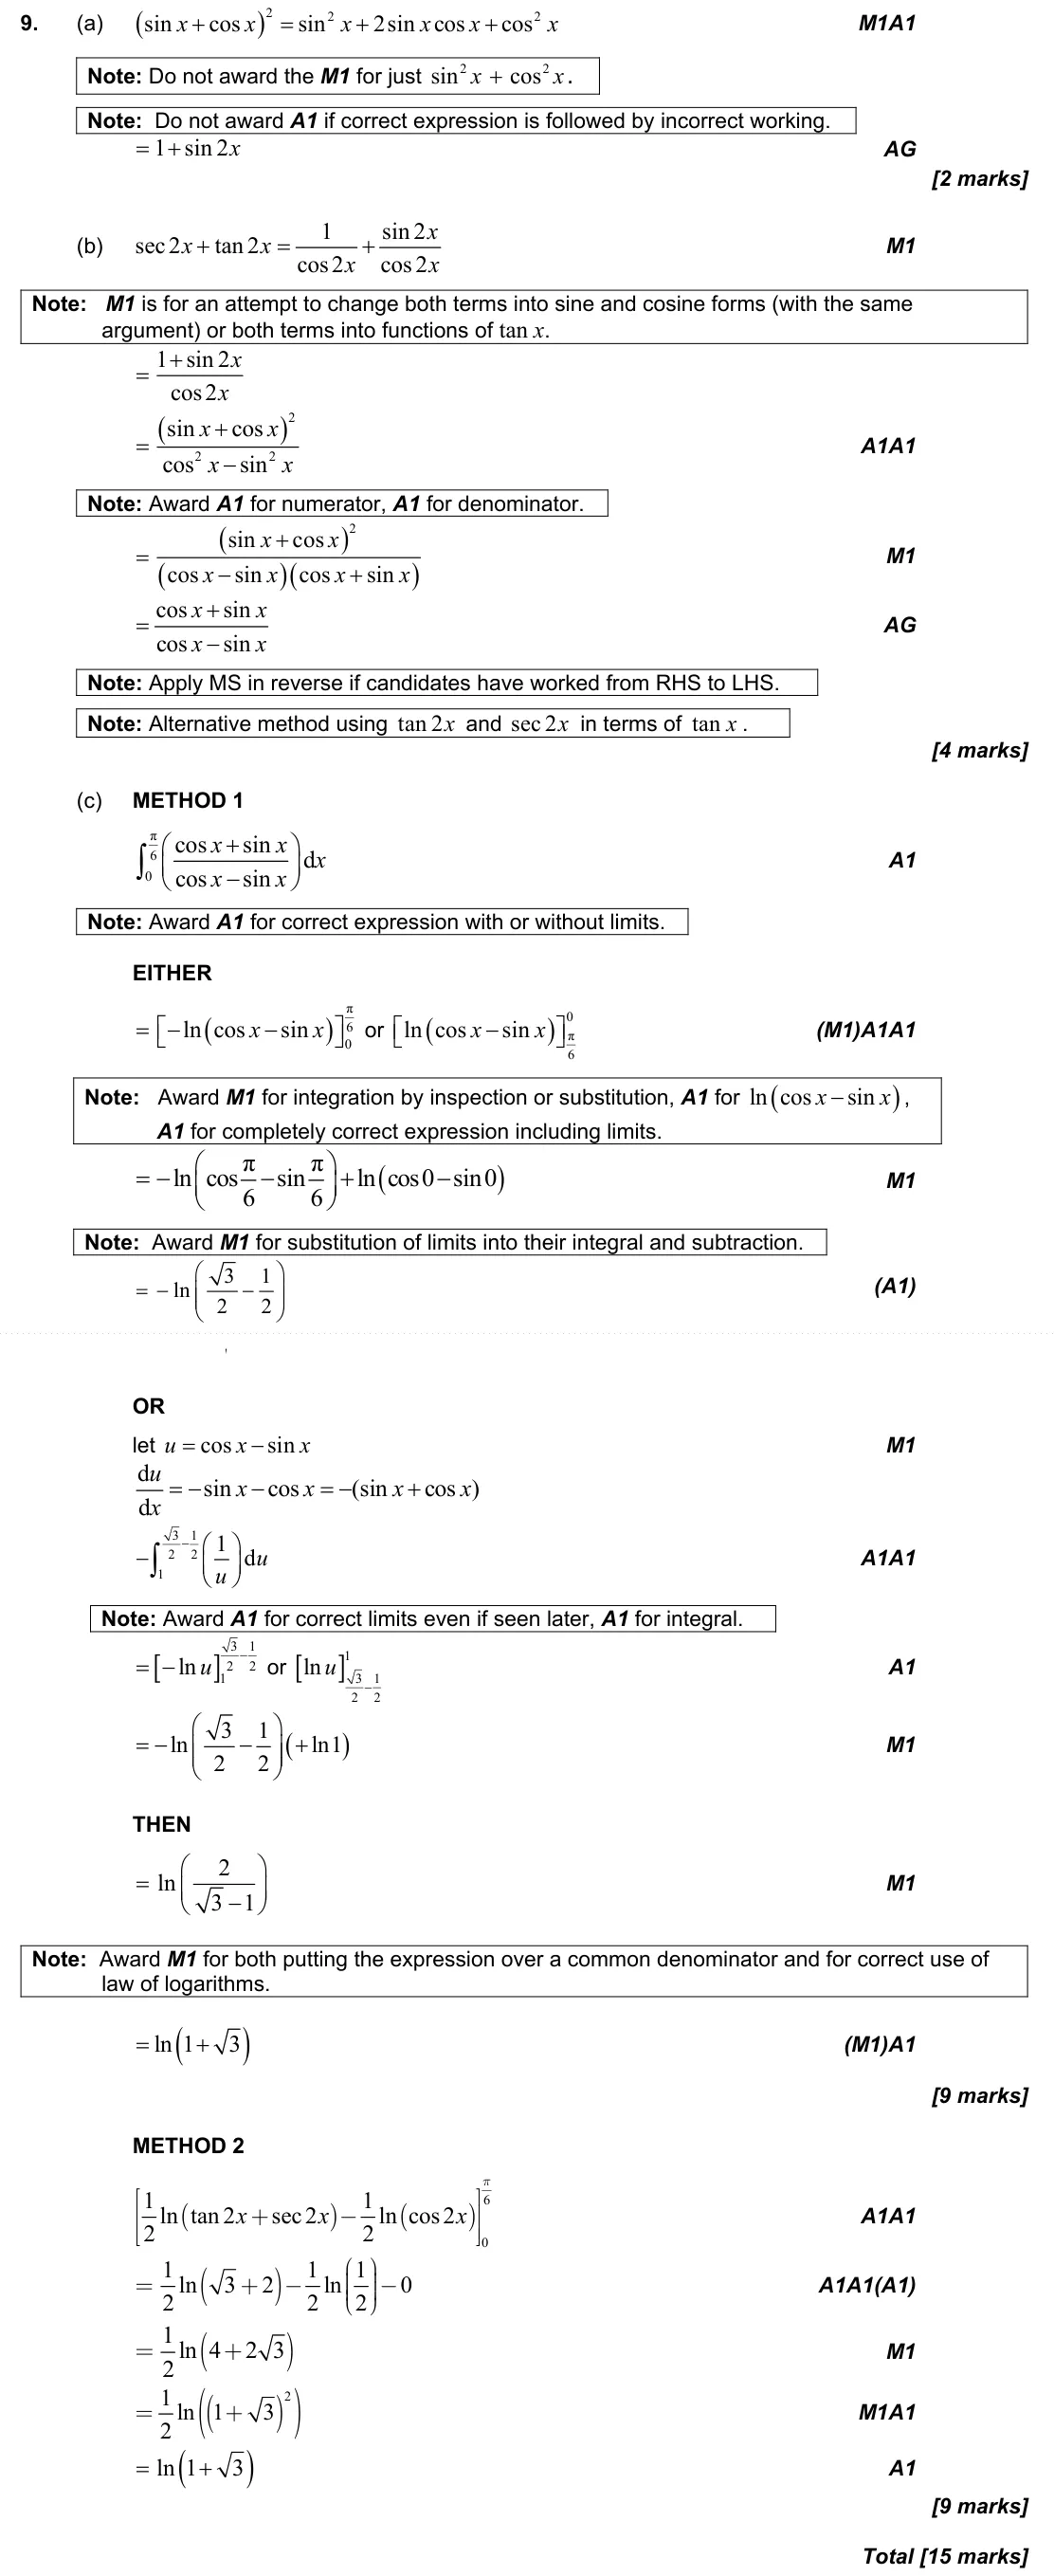 9. (a) (sin x + cos x)² = sin² x + 2 sin x cos x + cos² x M1A1
Note: Do not award the M1 for just sin² x + cos² x.
Note: Do not award A1 if correct expression is followed by incorrect working.
= 1 + sin 2x AG
[2 marks]
(b) sec 2x + tan 2x = 1/cos 2x + sin 2x/cos 2x M1
Note: M1 is for an attempt to change both terms into sine and cosine forms (with the same
argument) or both terms into functions of tan x.
= (1 + sin 2x)/cos 2x
= (sin x + cos x)²/(cos² x − sin² x) A1A1
Note: Award A1 for numerator, A1 for denominator.
= (sin x + cos x)²/((cos x − sin x)(cos x + sin x)) M1
= (cos x + sin x)/(cos x − sin x) AG
Note: Apply MS in reverse if candidates have worked from RHS to LHS.
Note: Alternative method using tan 2x and sec 2x in terms of tan x .
[4 marks]
(c) METHOD 1
∫₀^(π/6) ((cos x + sin x)/(cos x − sin x)) dx A1
Note: Award A1 for correct expression with or without limits.
EITHER
= [−ln(cos x − sin x)]₀^(π/6) or [ln(cos x − sin x)]_(π/6)^0 (M1)A1A1
Note: Award M1 for integration by inspection or substitution, A1 for ln(cos x − sin x),
A1 for completely correct expression including limits.
= −ln(cos π/6 − sin π/6) + ln(cos 0 − sin 0) M1
Note: Award M1 for substitution of limits into their integral and subtraction.
= −ln(√3/2 − 1/2) (A1)
OR
let u = cos x − sin x M1
du/dx = −sin x − cos x = −(sin x + cos x)
−∫₁^(√3/2 − 1/2) (1/u) du A1A1
Note: Award A1 for correct limits even if seen later, A1 for integral.
= [−ln u]₁^(√3/2 − 1/2) or [ln u]_(√3/2 − 1/2)^1 A1
= −ln(√3/2 − 1/2)(+ ln 1) M1
THEN
= ln(2/(√3 − 1)) M1
Note: Award M1 for both putting the expression over a common denominator and for correct use of
law of logarithms.
= ln(1 + √3) (M1)A1
[9 marks]
METHOD 2
[1/2 ln(tan 2x + sec 2x) − 1/2 ln(cos 2x)]₀^(π/6) A1A1
= 1/2 ln(√3 + 2) − 1/2 ln(1/2) − 0 A1A1(A1)
= 1/2 ln(4 + 2√3) M1
= 1/2 ln((1 + √3)²) M1A1
= ln(1 + √3) A1
[9 marks]
Total [15 marks]